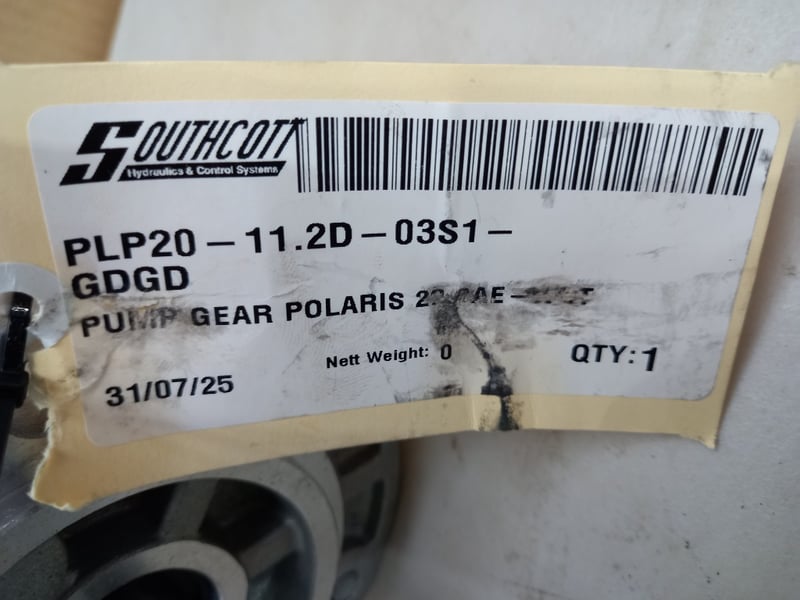 SOUTHCOTT
Hydraulics & Control Systems
PLP20-11.2D-03S1-
GDGD
PUMP GEAR POLARIS
Nett Weight: 0
QTY: 1
31/07/25